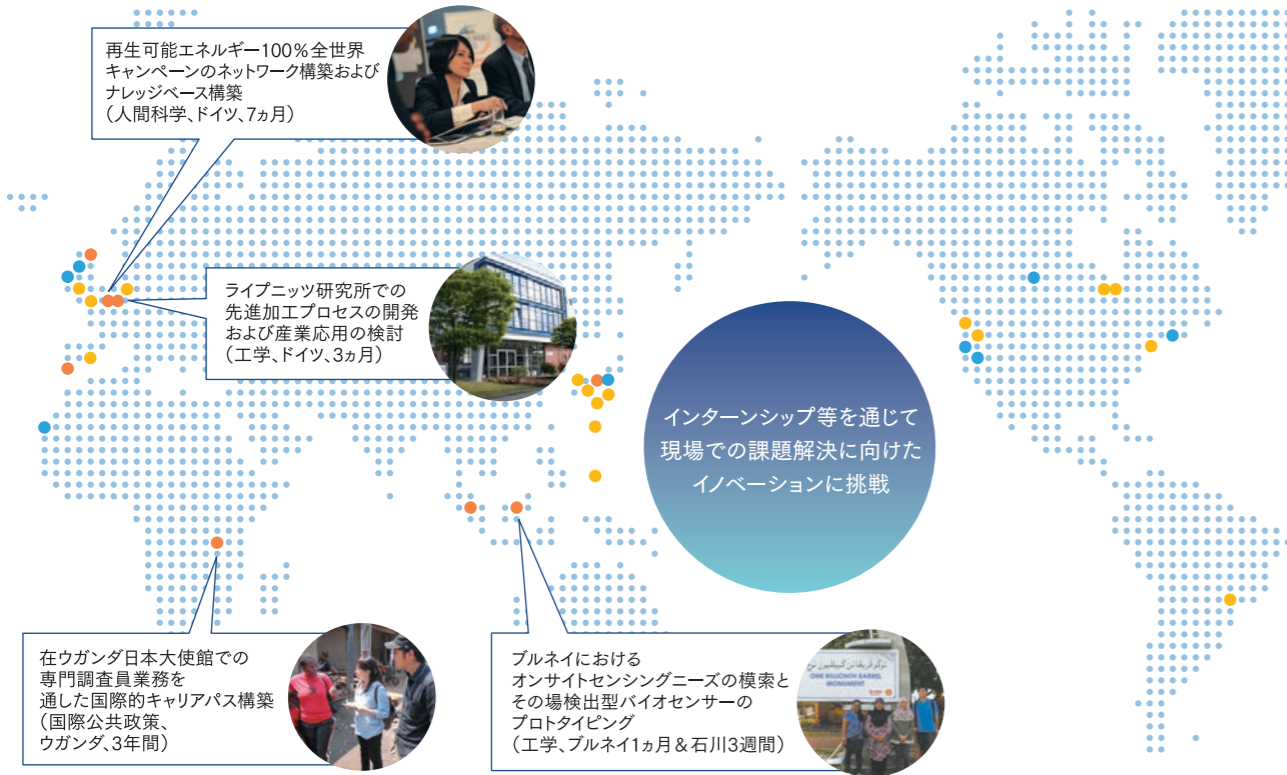 再生可能エネルギー100％全世界
キャンペーンのネットワーク構築および
ナレッジベース構築
（人間科学、ドイツ、7ヵ月）
ライプニッツ研究所での
先進加工プロセスの開発
および産業応用の検討
（工学、ドイツ、3ヵ月）
インターンシップ等を通じて
現場での課題解決に向けた
イノベーションに挑戦
在ウガンダ日本大使館での
専門調査員業務を
通した国際的キャリアパス構築
（国際公共政策、
ウガンダ、3年間）
ブルネイにおける
オンサイトセンシングニーズの模索と
その場検出型バイオセンサーの
プロトタイピング
（工学、ブルネイ1ヵ月＆石川3週間）
ONE BILLIONTH BARREL
MONUMENT